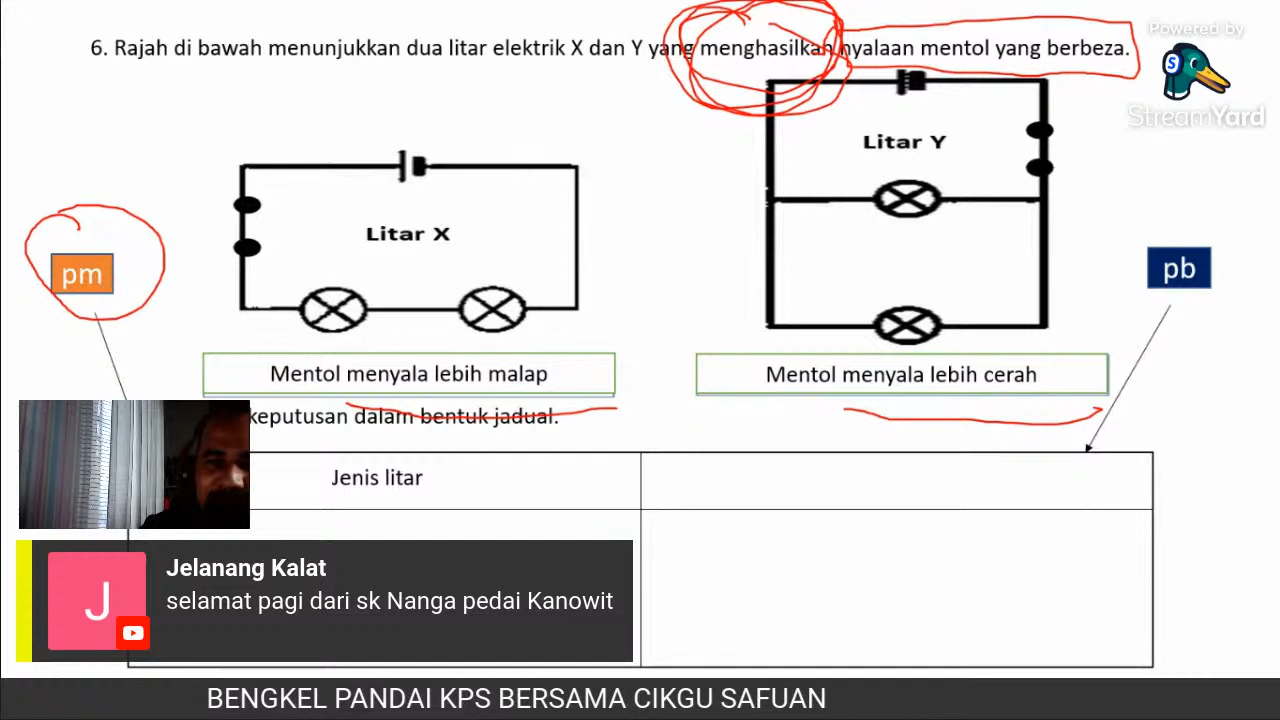 6. Rajah di bawah menunjukkan dua litar elektrik X dan Y yang menghasilkan nyalaan mentol yang berbeza.
Powered by
StreamYard
Litar Y
Litar X
pm
pb
Mentol menyala lebih malap
Mentol menyala lebih cerah
keputusan dalam bentuk jadual.
Jenis litar
J
Jelanang Kalat
selamat pagi dari sk Nanga pedai Kanowit
BENGKEL PANDAI KPS BERSAMA CIKGU SAFUAN